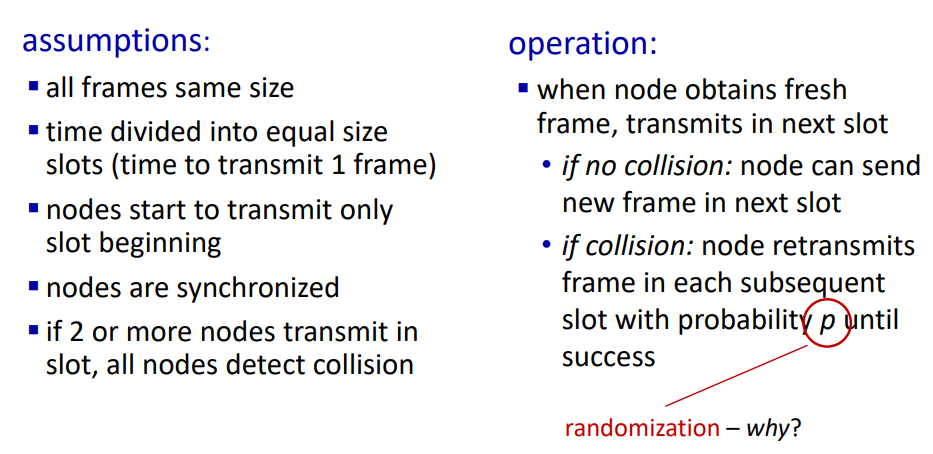 assumptions:
▪ all frames same size
▪ time divided into equal size
slots (time to transmit 1 frame)
▪ nodes start to transmit only
slot beginning
▪ nodes are synchronized
▪ if 2 or more nodes transmit in
slot, all nodes detect collision
operation:
▪ when node obtains fresh
frame, transmits in next slot
• if no collision: node can send
new frame in next slot
• if collision: node retransmits
frame in each subsequent
slot with probability p until
success
randomization – why?